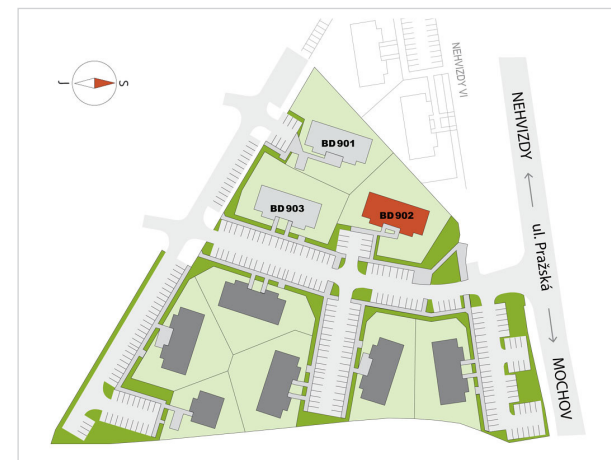 J S
NEHVIZDY VI
NEHVIZDY
ul. Pražská
MOCHOV
BD 901
BD 903
BD 902